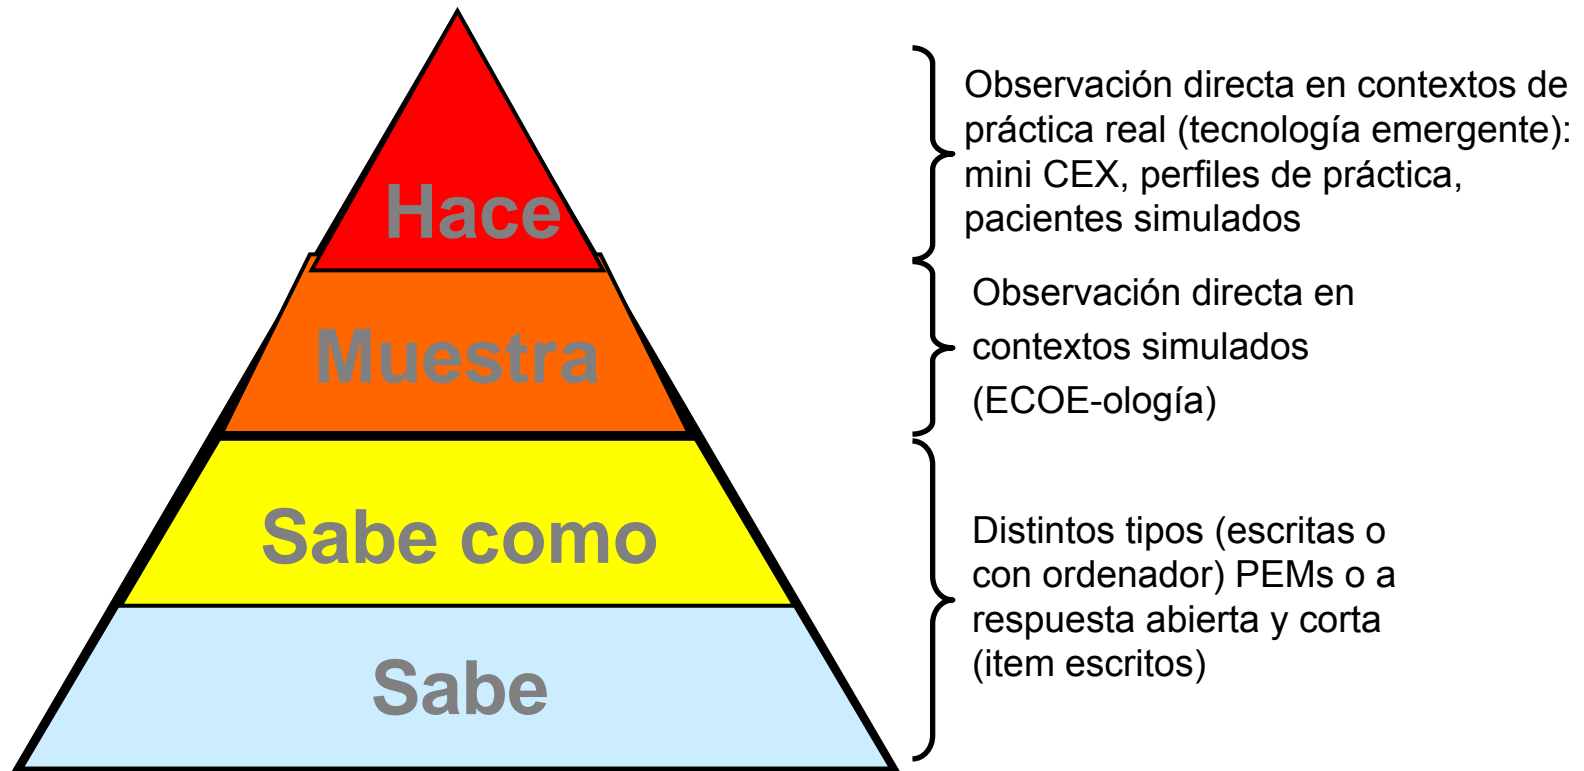 Hace
Muestra
Sabe como
Sabe
Observación directa en contextos de
práctica real (tecnología emergente):
mini CEX, perfiles de práctica,
pacientes simulados
Observación directa en
contextos simulados
(ECOE-ología)
Distintos tipos (escritas o
con ordenador) PEMs o a
respuesta abierta y corta
(item escritos)